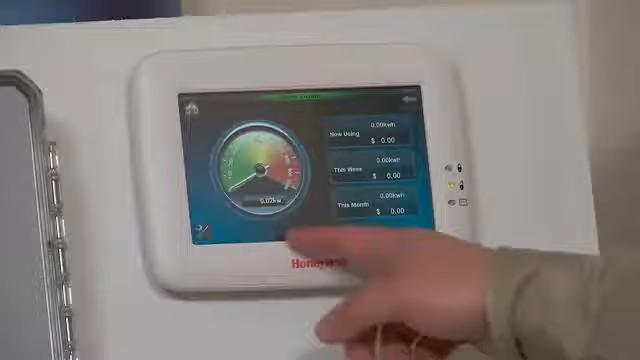 0.00kwh
Now Using
$ 0.00
0.00kwh
This Week
$ 0.00
0.00kwh
This Month
$ 0.00
0.02kw
Honeywell